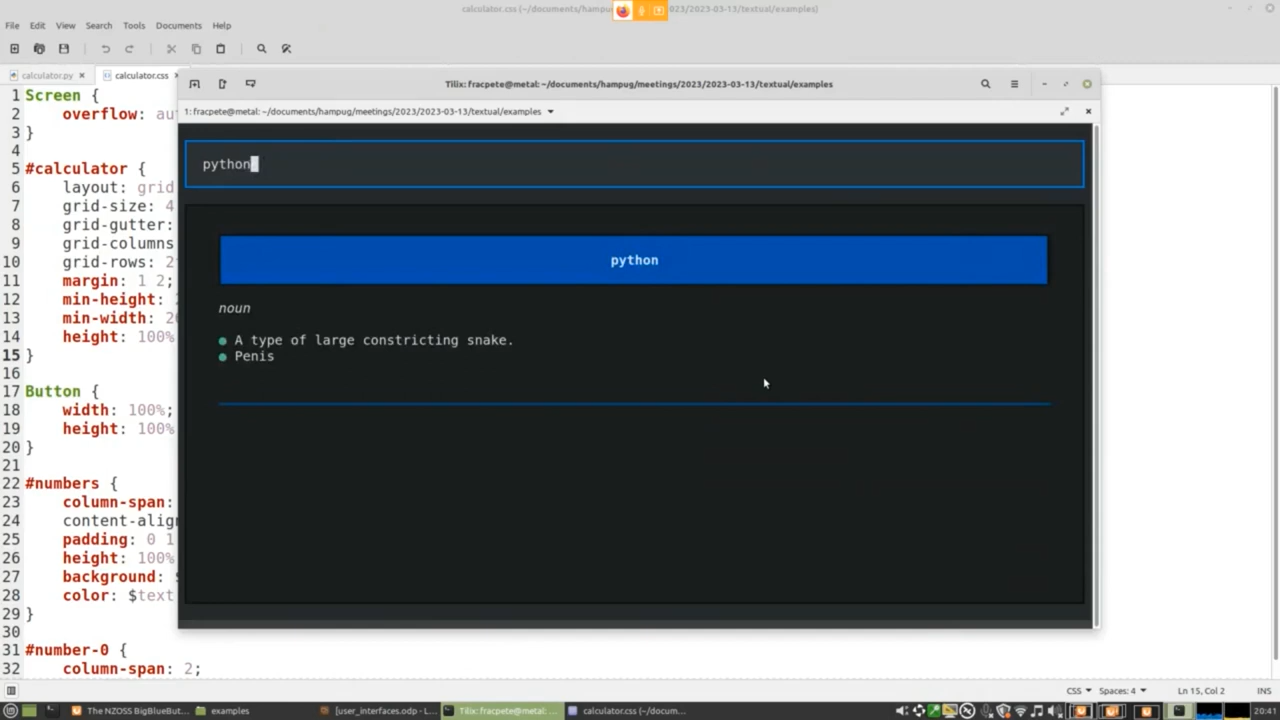 calculator.css (~/documents/hampug 023/2023-03-13/textual/examples)
File Edit View Search Tools Documents Help
calculator.py
calculator.css
Tilix: fracpete@metal: ~/documents/hampug/meetings/2023/2023-03-13/textual/examples
1: fracpete@metal: ~/documents/hampug/meetings/2023/2023-03-13/textual/examples
python
python
noun
A type of large constricting snake.
Penis
1 Screen {
2 overflow: au
3 }
4
5 #calculator {
6 layout: grid
7 grid-size: 4
8 grid-gutter:
9 grid-columns
10 grid-rows: 2
11 margin: 1 2;
12 min-height:
13 min-width: 2
14 height: 100%
15 }
16
17 Button {
18 width: 100%;
19 height: 100%
20 }
21
22 #numbers {
23 column-span:
24 content-alig
25 padding: 0 1
26 height: 100%
27 background:
28 color: $text
29 }
30
31 #number-0 {
32 column-span: 2;
CSS Spaces: 4 Ln 15, Col 2 INS
The NZOSS BigBlueBut... examples [user_interfaces.odp - L... Tilix: fracpete@metal: ... calculator.css (~/docum... 20:41